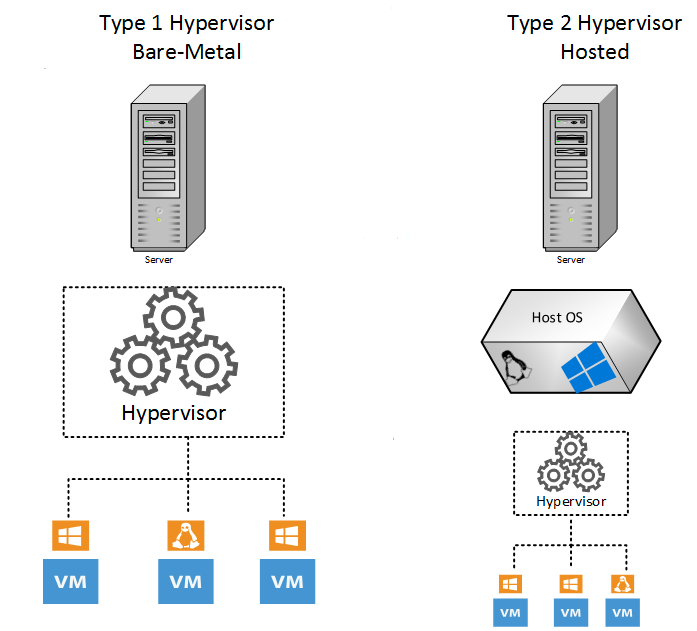 Type 1 Hypervisor
Bare-Metal
Server
Hypervisor
VM
VM
VM
Type 2 Hypervisor
Hosted
Server
Host OS
Hypervisor
VM
VM
VM